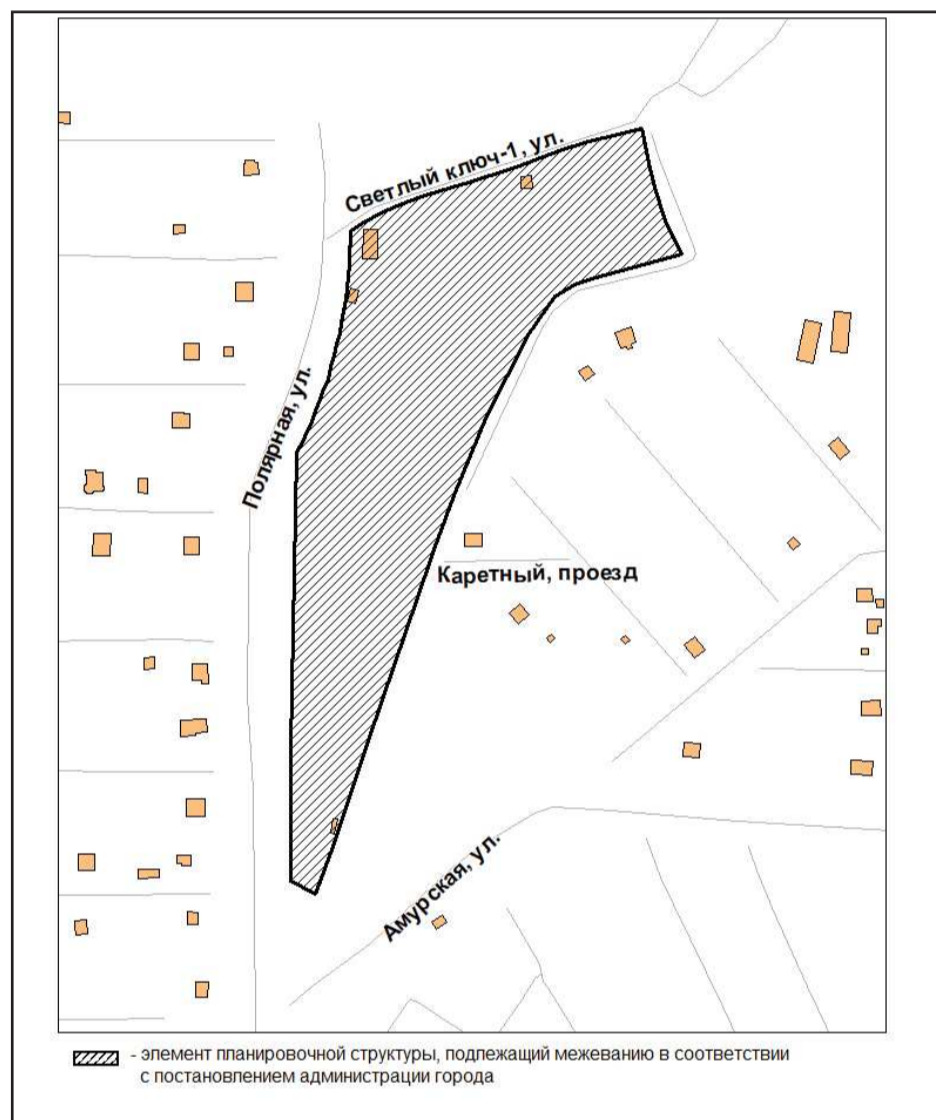 Светлый ключ-1, ул.
Полярная, ул.
Каретный, проезд
Амурская, ул.
- элемент планировочной структуры, подлежащий межеванию в соответствии
с постановлением администрации города